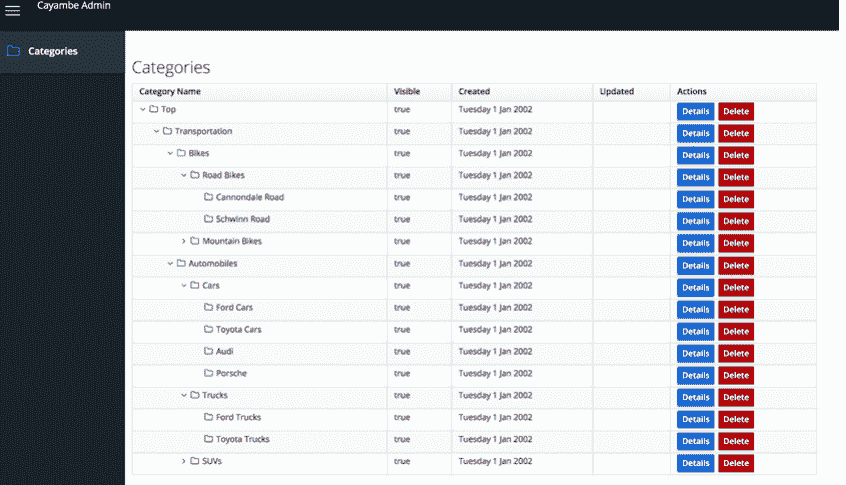 Cayambe Admin
Categories
Categories
Category Name Visible Created Updated Actions
Top true Tuesday 1 Jan 2002 Details Delete
Transportation true Tuesday 1 Jan 2002 Details Delete
Bikes true Tuesday 1 Jan 2002 Details Delete
Road Bikes true Tuesday 1 Jan 2002 Details Delete
Cannondale Road true Tuesday 1 Jan 2002 Details Delete
Schwinn Road true Tuesday 1 Jan 2002 Details Delete
Mountain Bikes true Tuesday 1 Jan 2002 Details Delete
Automobiles true Tuesday 1 Jan 2002 Details Delete
Cars true Tuesday 1 Jan 2002 Details Delete
Ford Cars true Tuesday 1 Jan 2002 Details Delete
Toyota Cars true Tuesday 1 Jan 2002 Details Delete
Audi true Tuesday 1 Jan 2002 Details Delete
Porsche true Tuesday 1 Jan 2002 Details Delete
Trucks true Tuesday 1 Jan 2002 Details Delete
Ford Trucks true Tuesday 1 Jan 2002 Details Delete
Toyota Trucks true Tuesday 1 Jan 2002 Details Delete
SUVs true Tuesday 1 Jan 2002 Details Delete